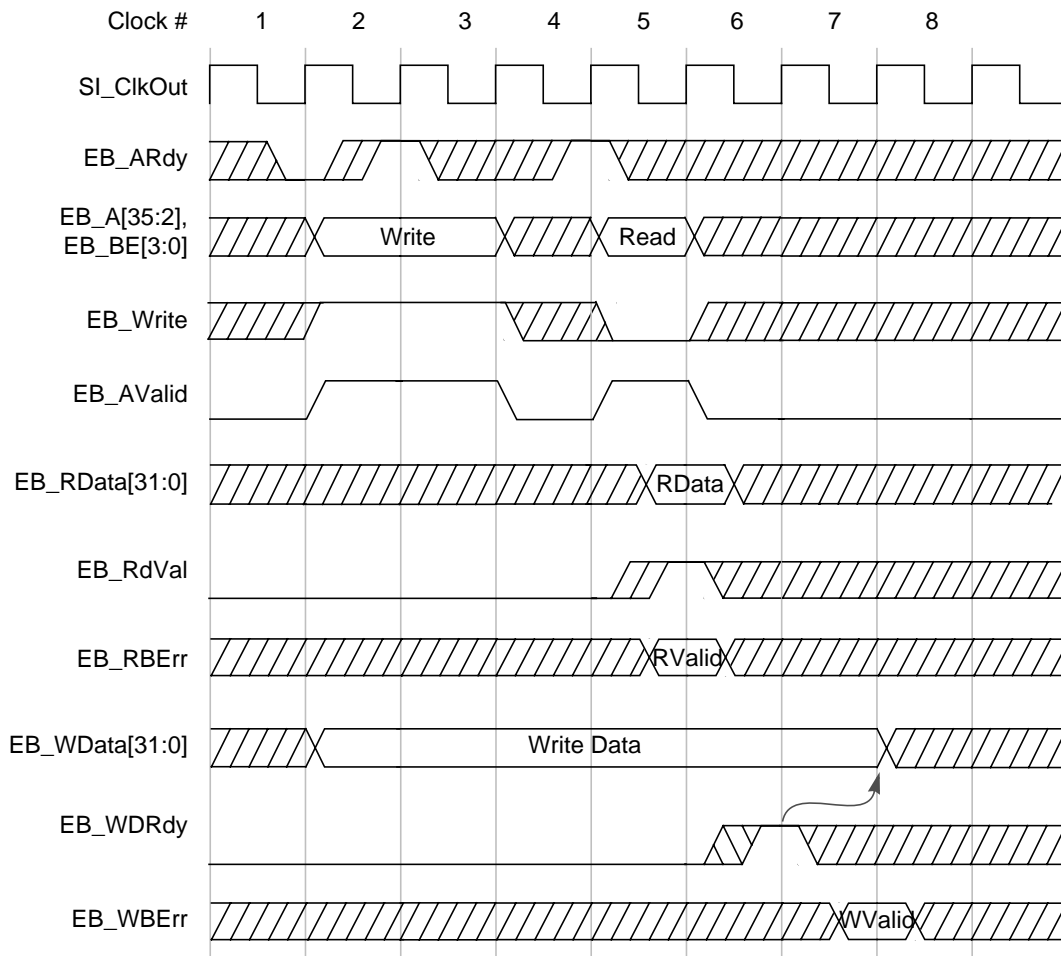 Clock # 1 2 3 4 5 6 7 8
SI_ClkOut
EB_ARdy
EB_A[35:2],
EB_BE[3:0]
Write
Read
EB_Write
EB_AValid
EB_RData[31:0]
RData
EB_RdVal
EB_RBErr
RValid
EB_WData[31:0]
Write Data
EB_WDRdy
EB_WBErr
WValid